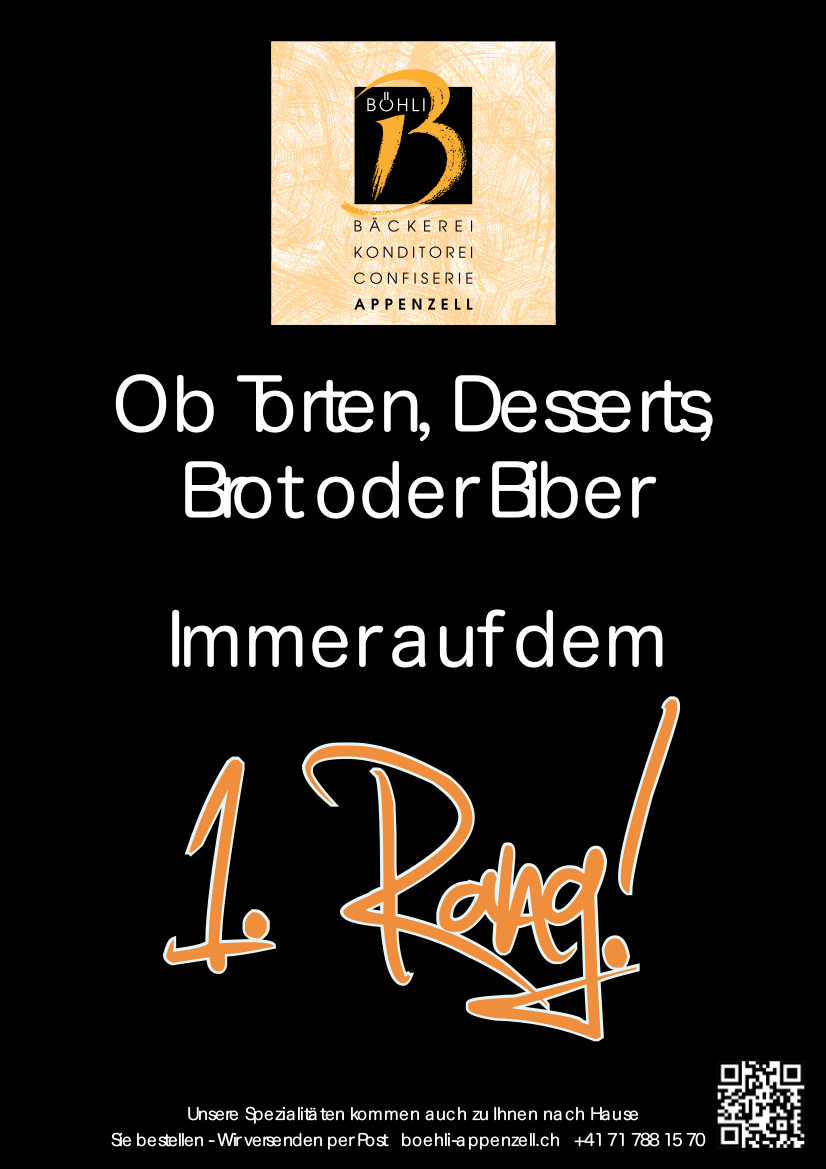 BÖHLI
BÄCKEREI
KONDITOREI
CONFISERIE
APPENZELL
Ob Torten, Desserts,
Brot oder Biber
Immer auf dem
1. Rang!
Unsere Spezialitäten kommen auch zu Ihnen nach Hause
Sie bestellen - Wir versenden per Post boehli-appenzell.ch +41 71 788 15 70